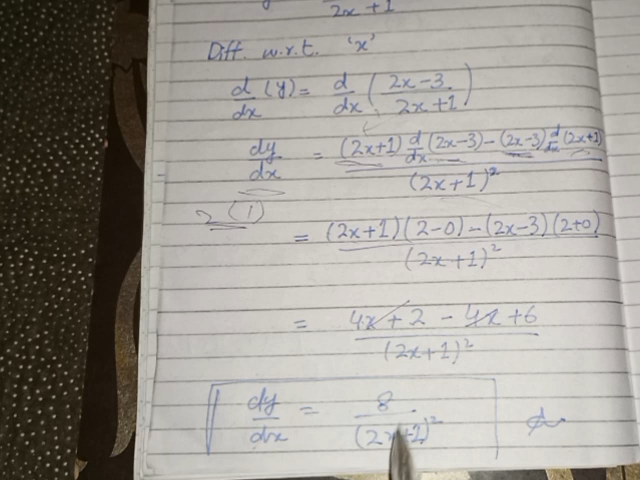 2x+1
Diff. w.r.t. 'x'
d/dx (y) = d/dx ( 2x-3 / 2x+1 )
dy/dx = (2x+1) d/dx (2x-3) - (2x-3) d/dx (2x+1) / (2x+1)²
2 (1)
= (2x+1)(2-0) - (2x-3)(2+0) / (2x+1)²
= 4x+2 - 4x+6 / (2x+1)²
dy/dx = 8 / (2x+1)²